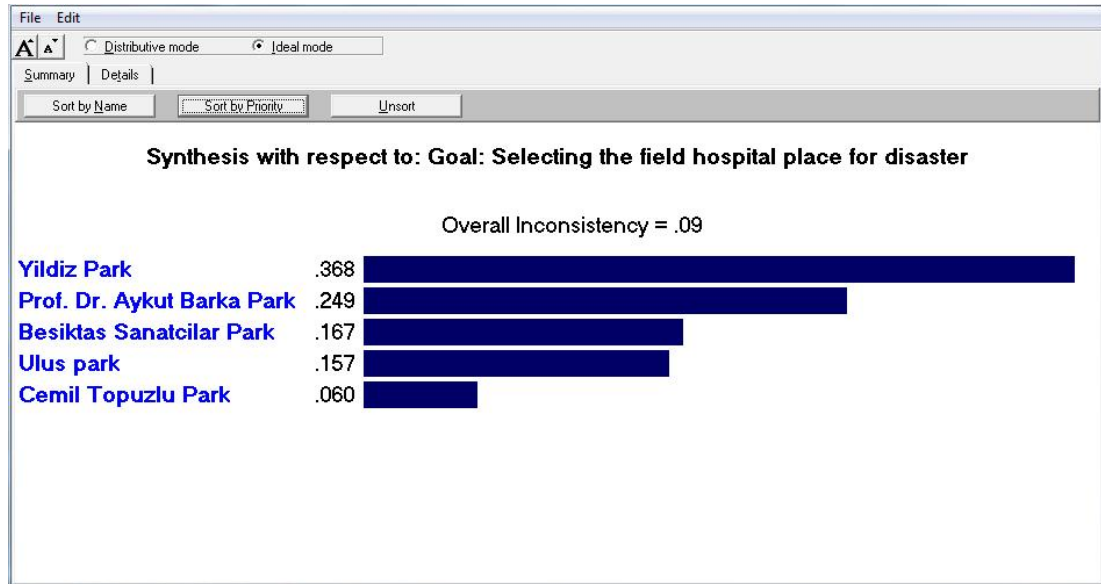 File Edit
A A Distributive mode Ideal mode
Summary Details
Sort by Name Sort by Priority Unsort
Synthesis with respect to: Goal: Selecting the field hospital place for disaster
Overall Inconsistency = .09
Yildiz Park .368
Prof. Dr. Aykut Barka Park .249
Besiktas Sanatcilar Park .167
Ulus park .157
Cemil Topuzlu Park .060